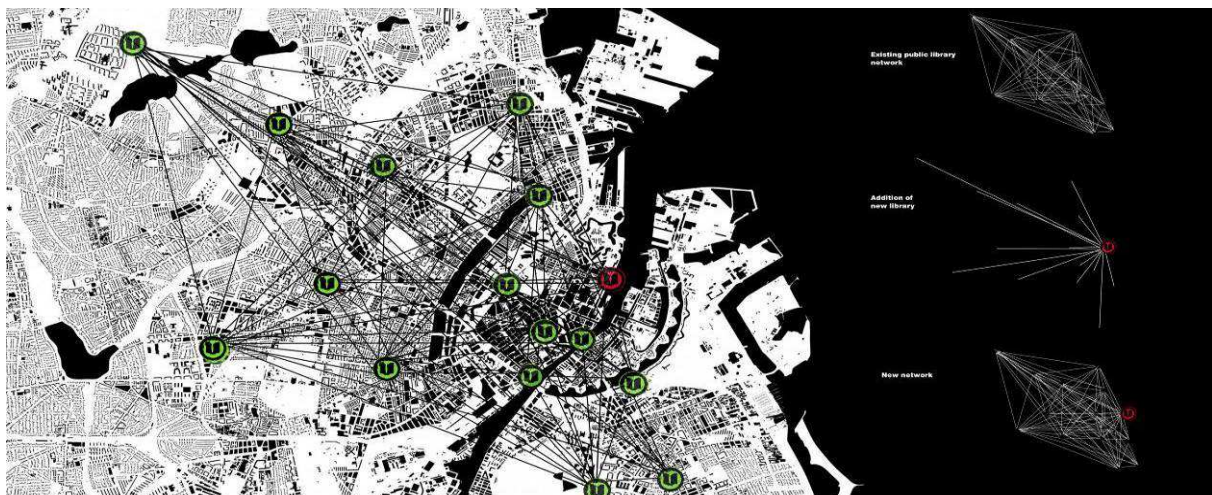 Existing public library
network
Addition of
new library
New network